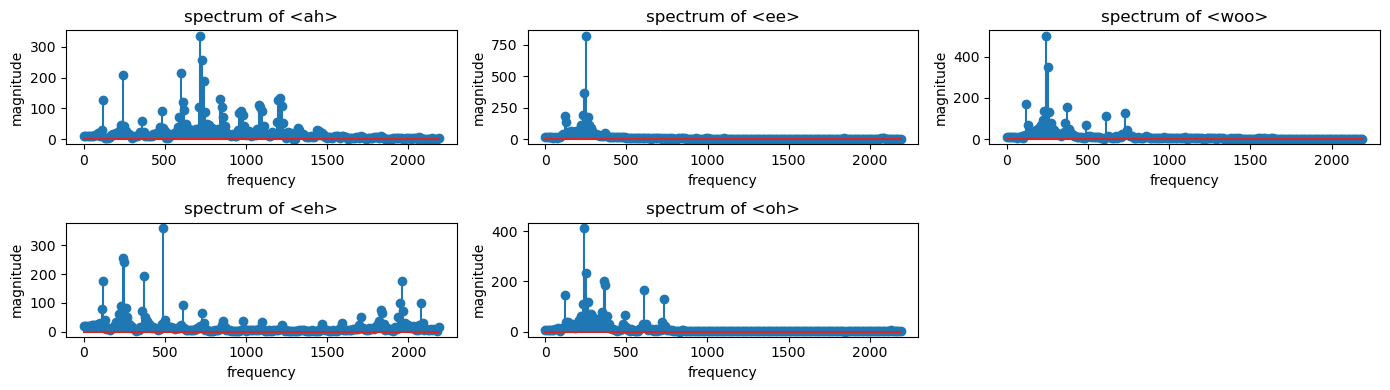 spectrum of <ah>
300
200
100
0
magnitude
0 500 1000 1500 2000
frequency
spectrum of <ee>
750
500
250
0
magnitude
0 500 1000 1500 2000
frequency
spectrum of <woo>
400
200
0
magnitude
0 500 1000 1500 2000
frequency
spectrum of <eh>
300
200
100
0
magnitude
0 500 1000 1500 2000
frequency
spectrum of <oh>
400
200
0
magnitude
0 500 1000 1500 2000
frequency